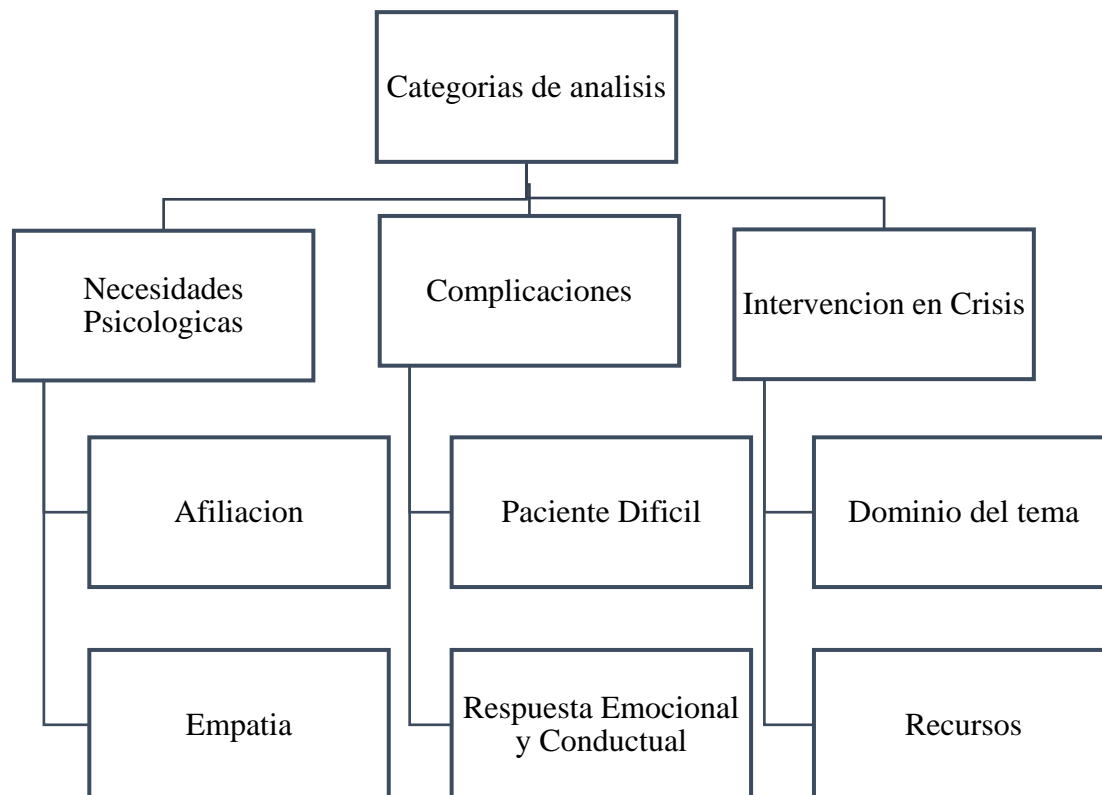 Categorias de analisis
Necesidades
Psicologicas
Complicaciones
Intervencion en Crisis
Afiliacion
Paciente Dificil
Dominio del tema
Empatia
Respuesta Emocional
y Conductual
Recursos